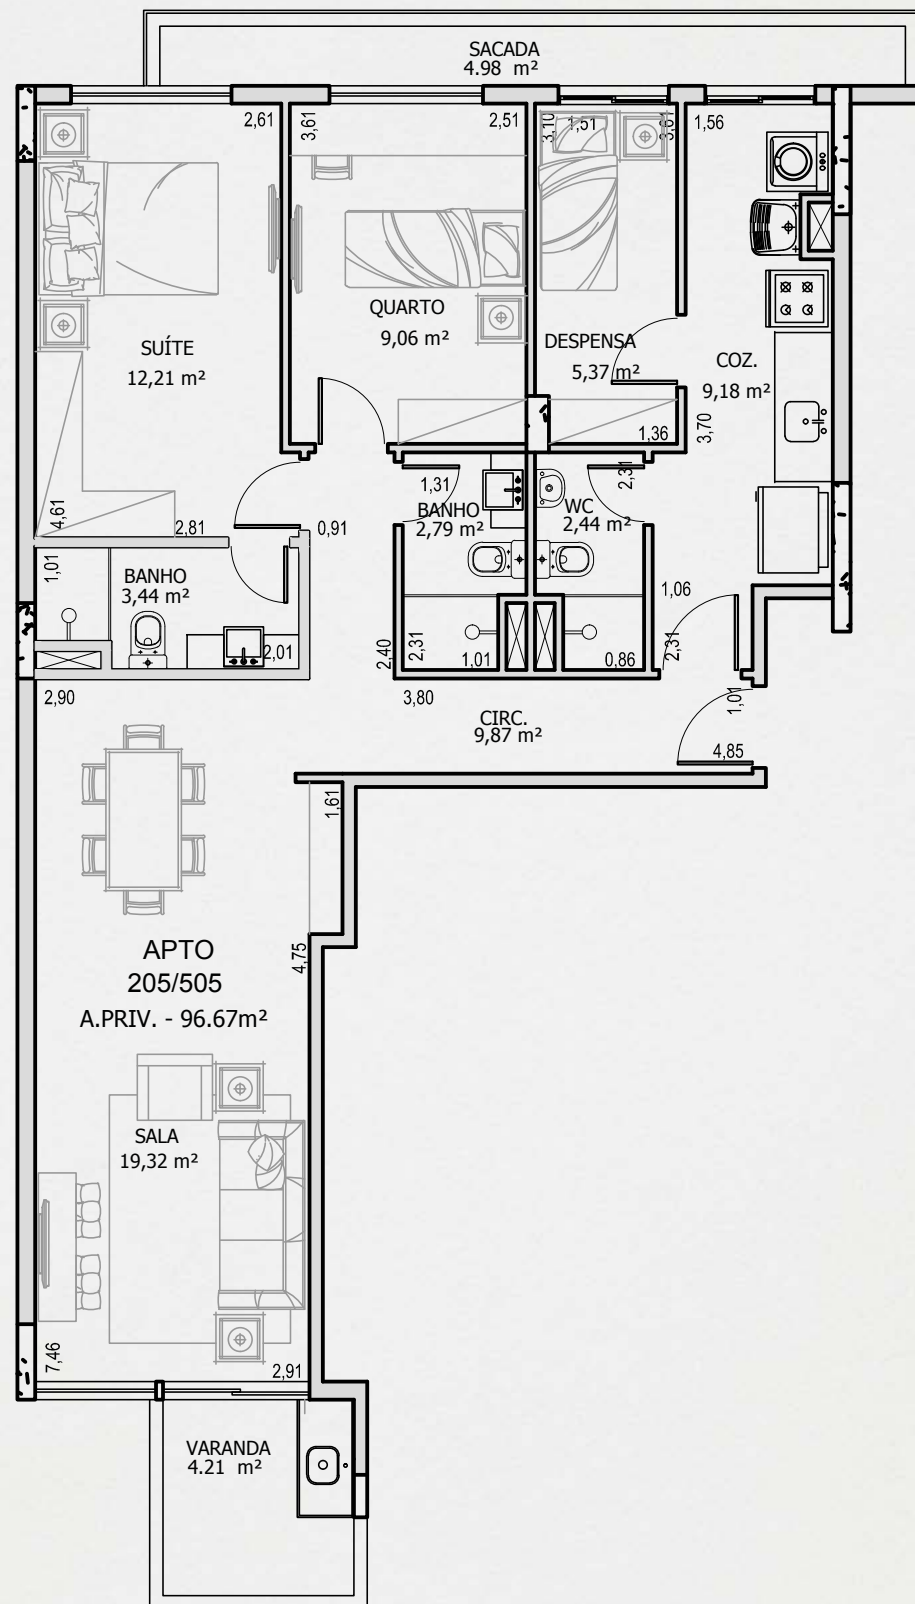 SACADA
4.98 m²
2,61
3,61
2,51
3,10
1,51
3,61
1,56
QUARTO
9,06 m²
SUÍTE
12,21 m²
DESPENSA
5,37 m²
COZ.
9,18 m²
1,36
3,70
4,61
2,81
0,91
1,31
BANHO
2,79 m²
2,31
WC
2,44 m²
1,01
BANHO
3,44 m²
2,01
2,40
2,31
1,01
0,86
1,06
2,31
2,90
3,80
CIRC.
9,87 m²
1,01
4,85
1,61
4,75
APTO
205/505
A.PRIV. - 96.67m²
SALA
19,32 m²
7,46
2,91
VARANDA
4.21 m²